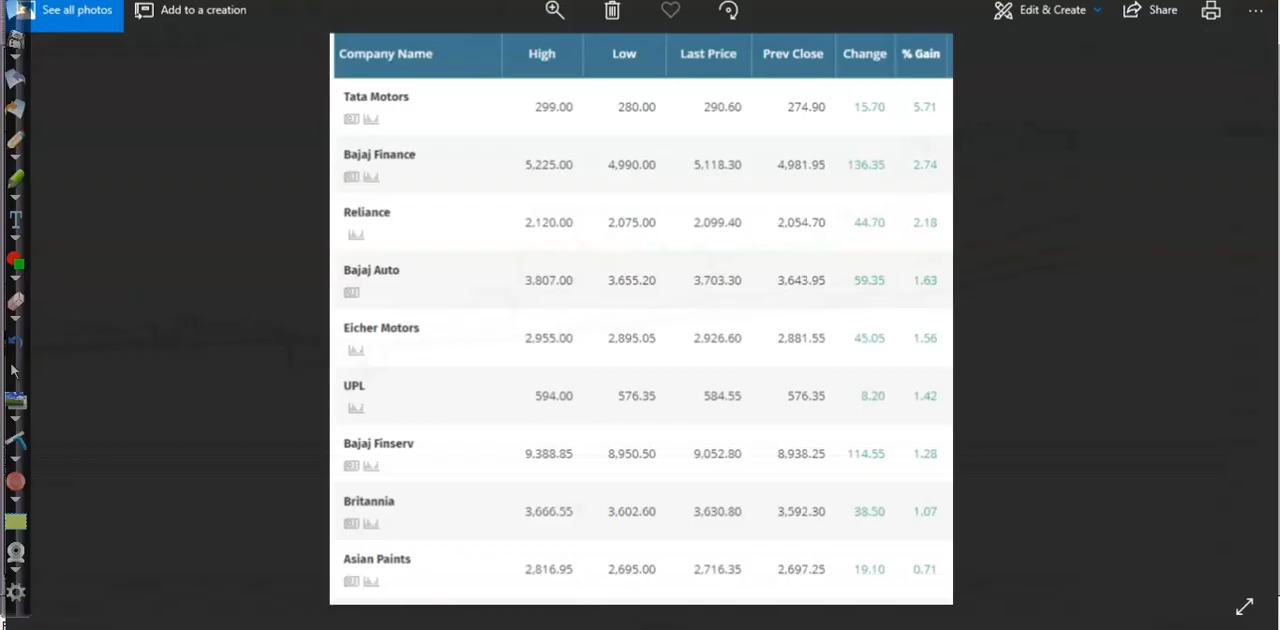 See all photos Add to a creation Edit & Create Share
Company Name High Low Last Price Prev Close Change % Gain
Tata Motors
299.00 280.00 290.60 274.90 15.70 5.71
Bajaj Finance
5,225.00 4,990.00 5,118.30 4,981.95 136.35 2.74
Reliance
2,120.00 2,075.00 2,099.40 2,054.70 44.70 2.18
Bajaj Auto
3,807.00 3,655.20 3,703.30 3,643.95 59.35 1.63
Eicher Motors
2,955.00 2,895.05 2,926.60 2,881.55 45.05 1.56
UPL
594.00 576.35 584.55 576.35 8.20 1.42
Bajaj Finserv
9,388.85 8,950.50 9,052.80 8,938.25 114.55 1.28
Britannia
3,666.55 3,602.60 3,630.80 3,592.30 38.50 1.07
Asian Paints
2,816.95 2,695.00 2,716.35 2,697.25 19.10 0.71